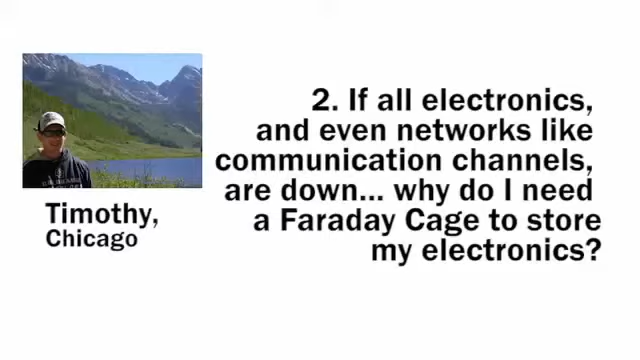 2. If all electronics,
and even networks like
communication channels,
are down... why do I need
a Faraday Cage to store
my electronics?
Timothy,
Chicago